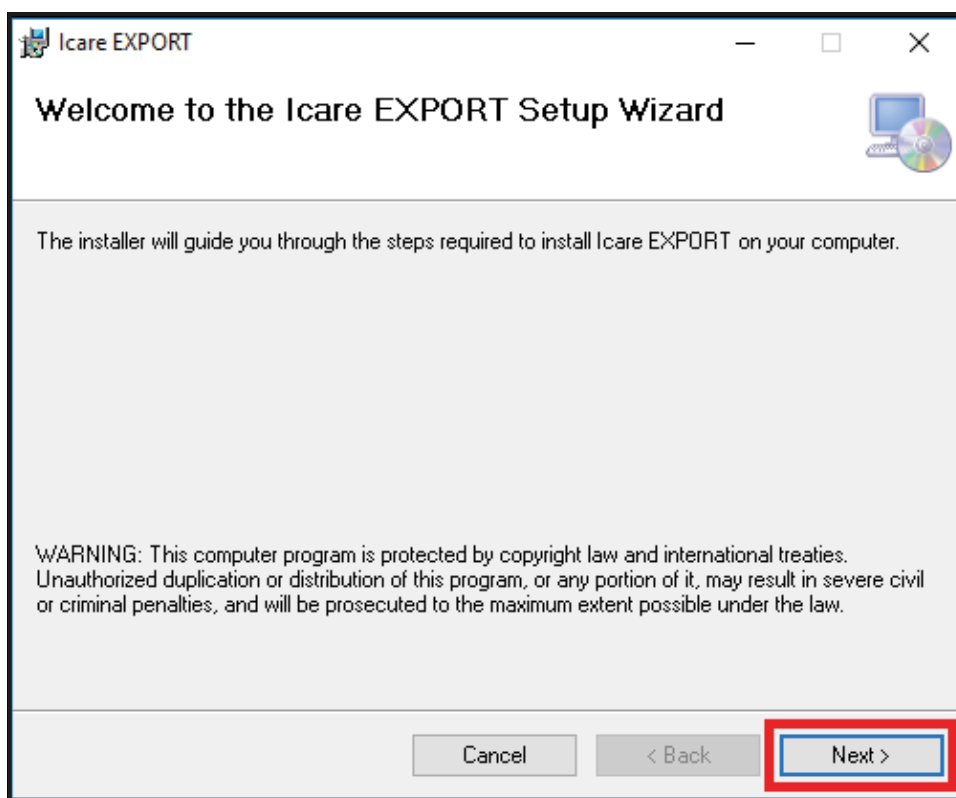 Icare EXPORT
Welcome to the Icare EXPORT Setup Wizard
The installer will guide you through the steps required to install Icare EXPORT on your computer.
WARNING: This computer program is protected by copyright law and international treaties.
Unauthorized duplication or distribution of this program, or any portion of it, may result in severe civil
or criminal penalties, and will be prosecuted to the maximum extent possible under the law.
Cancel
< Back
Next >